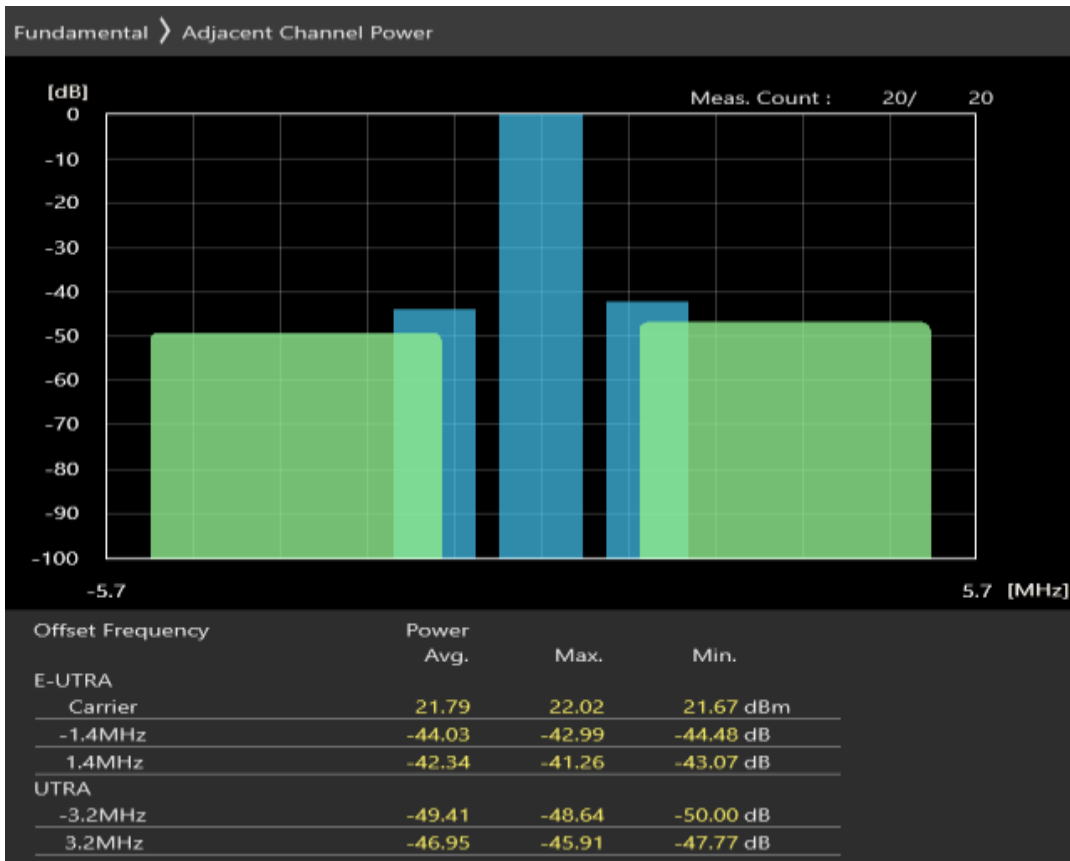 Fundamental 〉 Adjacent Channel Power
[dB]
Meas. Count : 20/ 20
0
-10
-20
-30
-40
-50
-60
-70
-80
-90
-100
-5.7 5.7 [MHz]
Offset Frequency Power
Avg. Max. Min.
E-UTRA
Carrier 21.79 22.02 21.67 dBm
-1.4MHz -44.03 -42.99 -44.48 dB
1.4MHz -42.34 -41.26 -43.07 dB
UTRA
-3.2MHz -49.41 -48.64 -50.00 dB
3.2MHz -46.95 -45.91 -47.77 dB